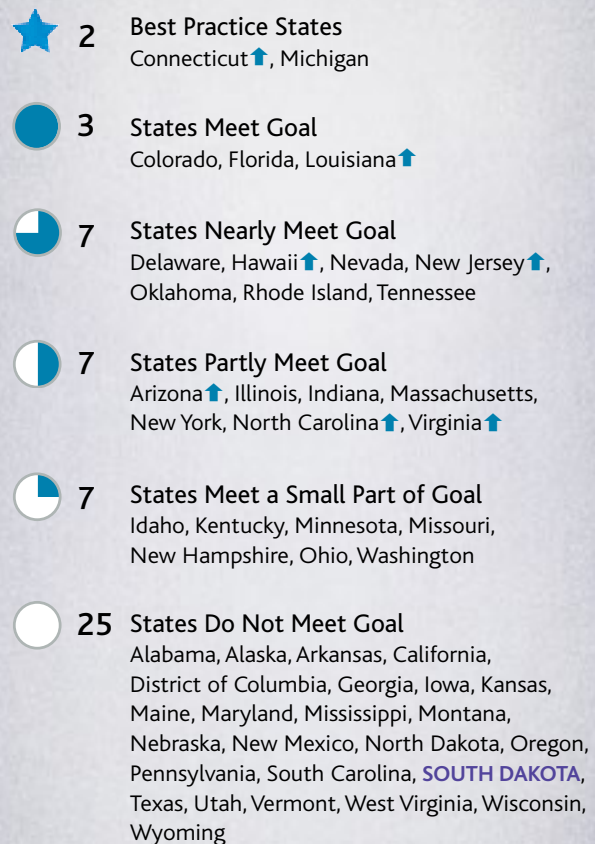 2 Best Practice States
Connecticut⬆, Michigan
3 States Meet Goal
Colorado, Florida, Louisiana⬆
7 States Nearly Meet Goal
Delaware, Hawaii⬆, Nevada, New Jersey⬆,
Oklahoma, Rhode Island, Tennessee
7 States Partly Meet Goal
Arizona⬆, Illinois, Indiana, Massachusetts,
New York, North Carolina⬆, Virginia⬆
7 States Meet a Small Part of Goal
Idaho, Kentucky, Minnesota, Missouri,
New Hampshire, Ohio, Washington
25 States Do Not Meet Goal
Alabama, Alaska, Arkansas, California,
District of Columbia, Georgia, Iowa, Kansas,
Maine, Maryland, Mississippi, Montana,
Nebraska, New Mexico, North Dakota, Oregon,
Pennsylvania, South Carolina, SOUTH DAKOTA,
Texas, Utah, Vermont, West Virginia, Wisconsin,
Wyoming